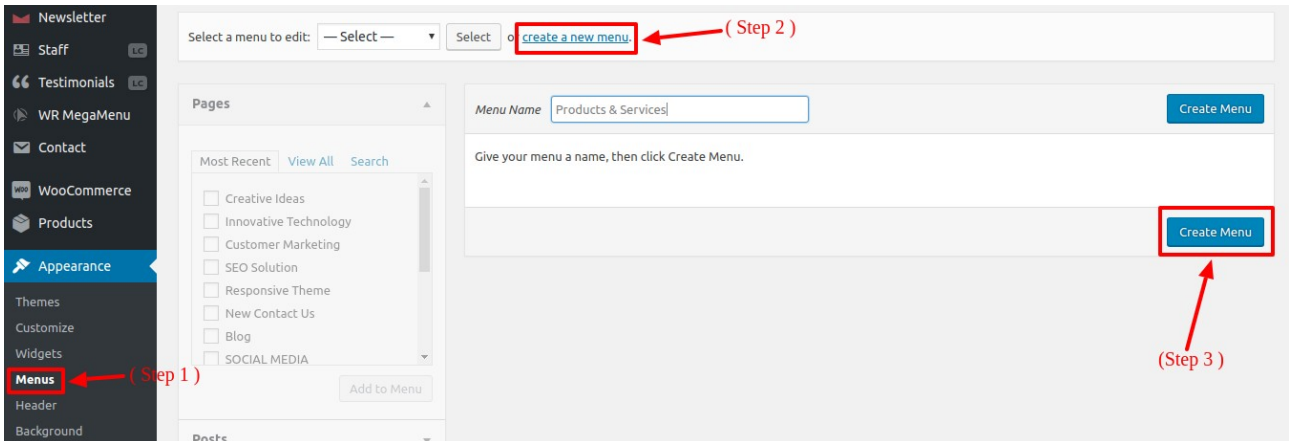 Newsletter
Staff LC
Testimonials LC
WR MegaMenu
Contact
WooCommerce
Products
Appearance
Themes
Customize
Widgets
Menus
( Step 1 )
Header
Background
Select a menu to edit: — Select — Select or create a new menu.
( Step 2 )
Pages
Most Recent View All Search
Creative Ideas
Innovative Technology
Customer Marketing
SEO Solution
Responsive Theme
New Contact Us
Blog
SOCIAL MEDIA
Add to Menu
Posts
Menu Name Products & Services Create Menu
Give your menu a name, then click Create Menu.
Create Menu
(Step 3 )